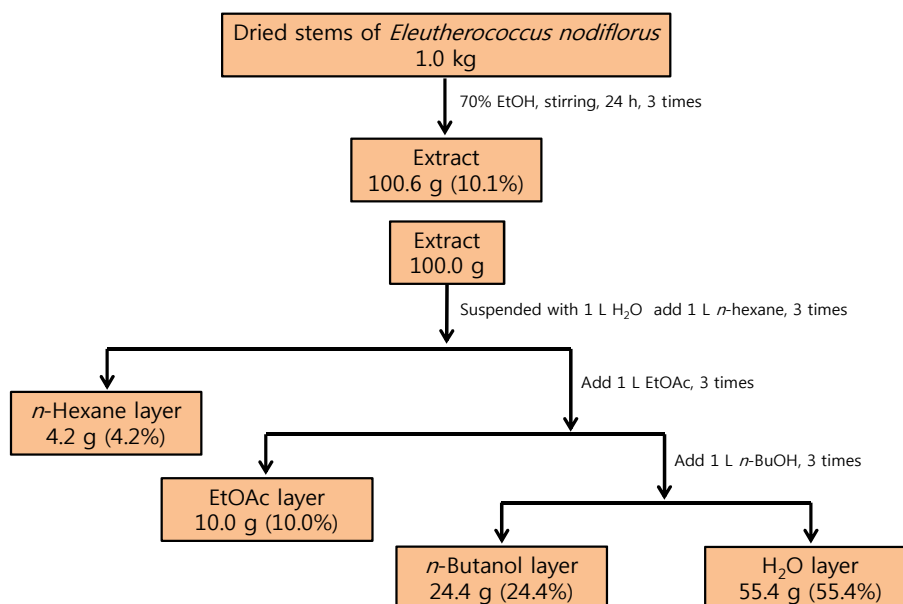 Dried stems of Eleutherococcus nodiflorus
1.0 kg
70% EtOH, stirring, 24 h, 3 times
Extract
100.6 g (10.1%)
Extract
100.0 g
Suspended with 1 L H₂O add 1 L n-hexane, 3 times
Add 1 L EtOAc, 3 times
n-Hexane layer
4.2 g (4.2%)
Add 1 L n-BuOH, 3 times
EtOAc layer
10.0 g (10.0%)
n-Butanol layer
24.4 g (24.4%)
H₂O layer
55.4 g (55.4%)